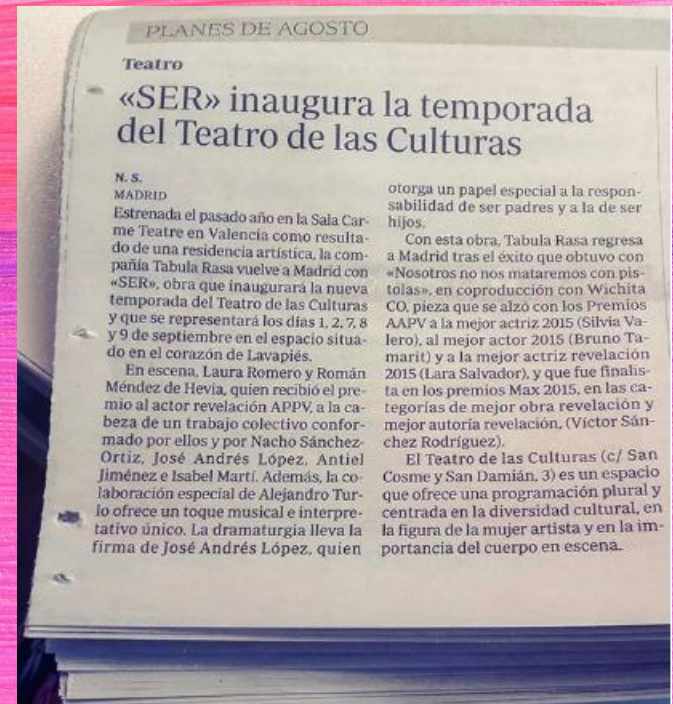 PLANES DE AGOSTO
Teatro
«SER» inaugura la temporada
del Teatro de las Culturas
N. S.
MADRID
Estrenada el pasado año en la Sala Car-
me Teatre en Valencia como resulta-
do de una residencia artística, la com-
pañía Tabula Rasa vuelve a Madrid con
«SER», obra que inaugurará la nueva
temporada del Teatro de las Culturas
y que se representará los días 1, 2, 7, 8
y 9 de septiembre en el espacio situa-
do en el corazón de Lavapiés.
En escena, Laura Romero y Román
Méndez de Hevia, quien recibió el pre-
mio al actor revelación APPV, a la ca-
beza de un trabajo colectivo confor-
mado por ellos y por Nacho Sánchez-
Ortiz, José Andrés López, Antiel
Jiménez e Isabel Martí. Además, la co-
laboración especial de Alejandro Tur-
lo ofrece un toque musical e interpre-
tativo único. La dramaturgia lleva la
firma de José Andrés López, quien
otorga un papel especial a la respon-
sabilidad de ser padres y a la de ser
hijos.
Con esta obra, Tabula Rasa regresa
a Madrid tras el éxito que obtuvo con
«Nosotros no nos mataremos con pis-
tolas», en coproducción con Wichita
CO, pieza que se alzó con los Premios
AAPV a la mejor actriz 2015 (Silvia Va-
lero), al mejor actor 2015 (Bruno Ta-
marit) y a la mejor actriz revelación
2015 (Lara Salvador), y que fue finalis-
ta en los premios Max 2015, en las ca-
tegorías de mejor obra revelación y
mejor autoría revelación, (Víctor Sán-
chez Rodríguez).
El Teatro de las Culturas (c/ San
Cosme y San Damián, 3) es un espacio
que ofrece una programación plural y
centrada en la diversidad cultural, en
la figura de la mujer artista y en la im-
portancia del cuerpo en escena.